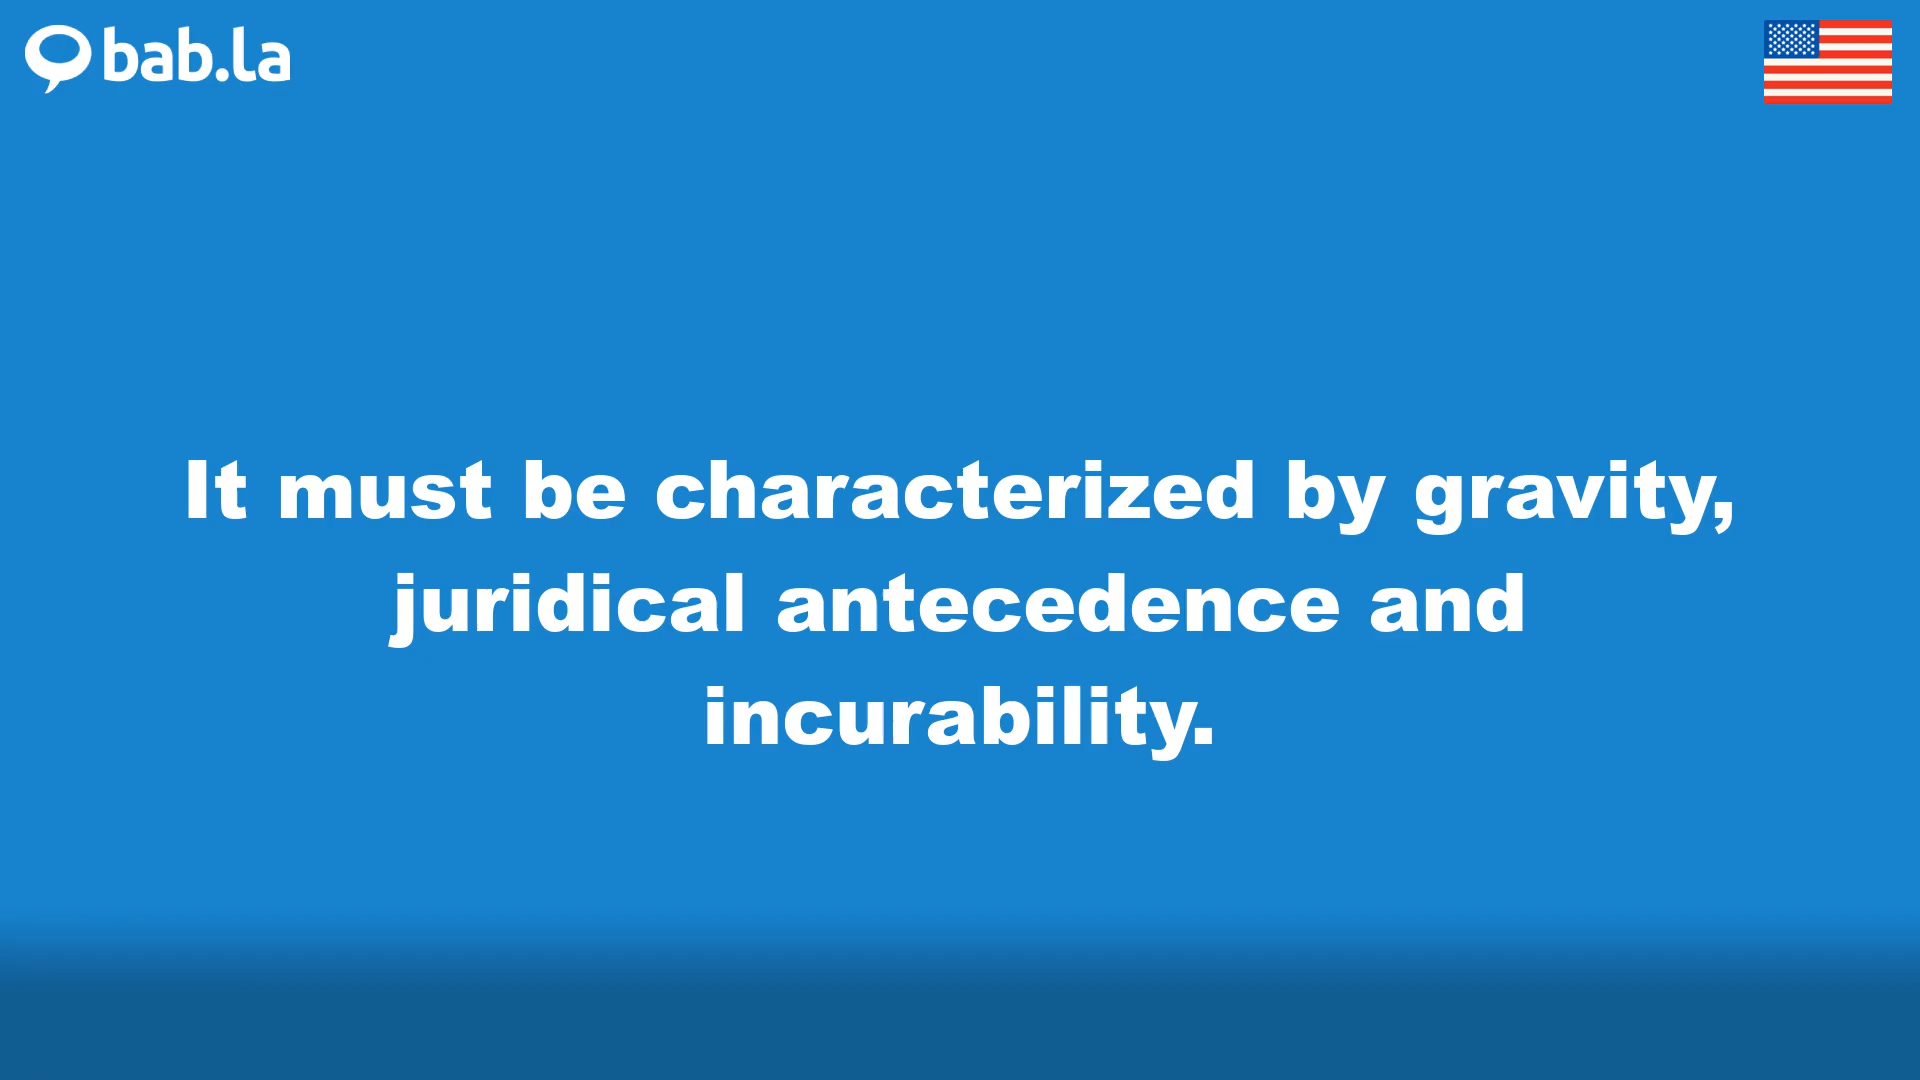 bab.la
It must be characterized by gravity,
juridical antecedence and
incurability.